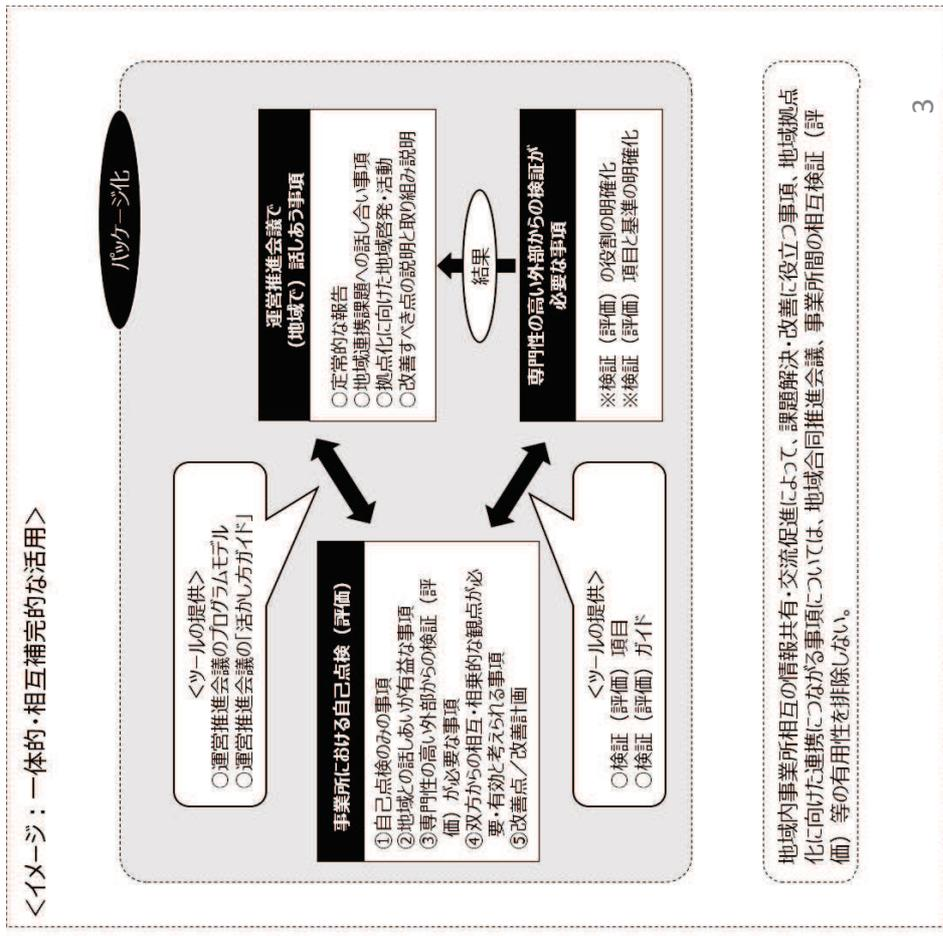 ＜イメージ：一体的・相互補完的な活用＞
パッケージ化
＜ツールの提供＞
○運営推進会議のプログラムモデル
○運営推進会議の「活かし方ガイド」
運営推進会議で
（地域で）話しあう事項
○定常的な報告
○地域連携課題への話し合い事項
○拠点化に向けた地域啓発・活動
○改善すべき点の説明と取り組み説明
事業所における自己点検（評価）
①自己点検のみの事項
②地域との話しあいが有益な事項
③専門性の高い外部からの検証（評
価）が必要な事項
④双方からの相互・相乗的な観点が必
要・有効と考えられる事項
⑤改善点／改善計画
結果
専門性の高い外部からの検証が
必要な事項
※検証（評価）の役割の明確化
※検証（評価）項目と基準の明確化
＜ツールの提供＞
○検証（評価）項目
○検証（評価）ガイド
地域内事業所相互の情報共有・交流促進によって、課題解決・改善に役立つ事項、地域拠点
化に向けた連携につながる事項については、地域合同推進会議、事業所間の相互検証（評
価）等の有用性を排除しない。
3